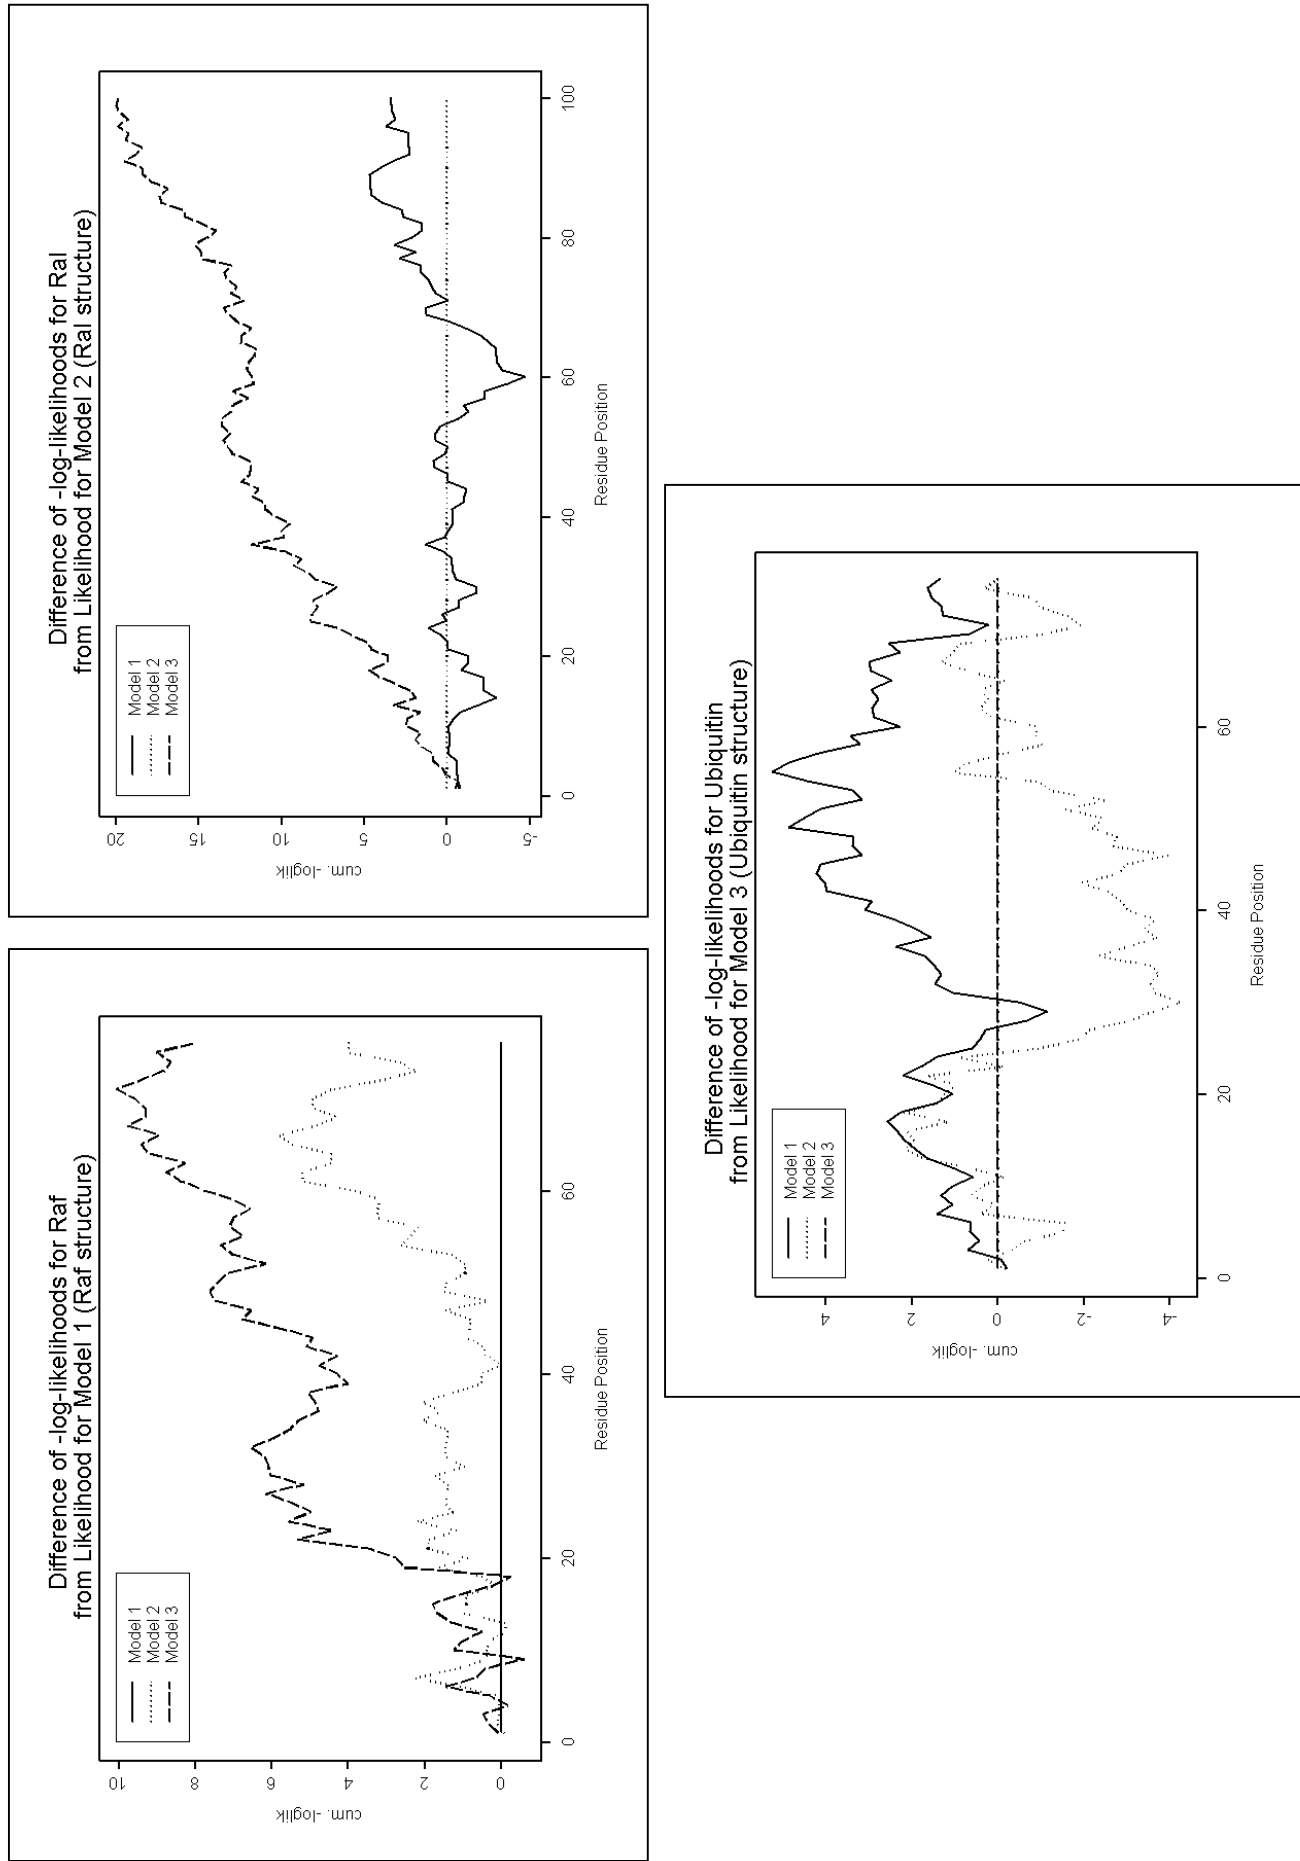 Difference of -log-likelihoods for Raf
from Likelihood for Model 1 (Raf structure)
Model 1
Model 2
Model 3
cum. -loglik
10
8
6
4
2
0
0
20
40
60
Residue Position
Difference of -log-likelihoods for Ral
from Likelihood for Model 2 (Ral structure)
Model 1
Model 2
Model 3
cum. -loglik
20
15
10
5
0
-5
0
20
40
60
80
100
Residue Position
Difference of -log-likelihoods for Ubiquitin
from Likelihood for Model 3 (Ubiquitin structure)
Model 1
Model 2
Model 3
cum. -loglik
4
2
0
-2
-4
0
20
40
60
Residue Position